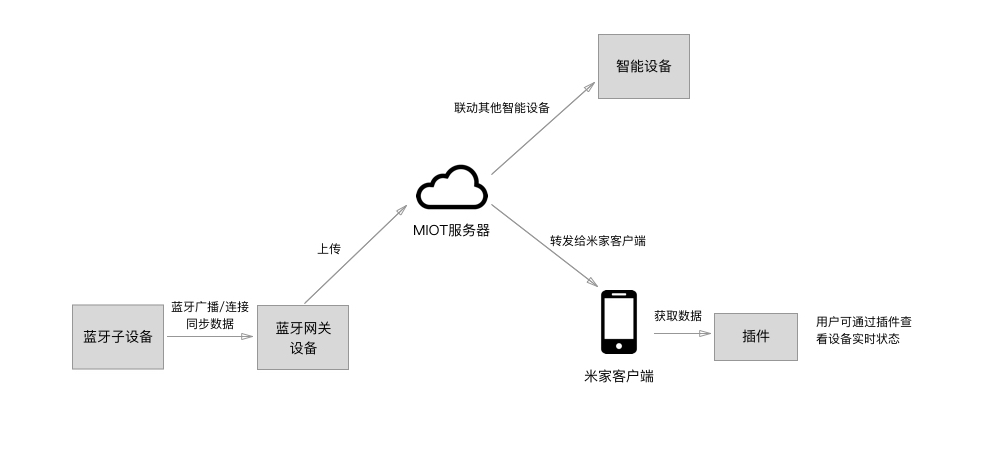 智能设备
联动其他智能设备
MIOT服务器
上传
转发给米家客户端
蓝牙子设备
蓝牙广播/连接
同步数据
蓝牙网关
设备
米家客户端
获取数据
插件
用户可通过插件查
看设备实时状态